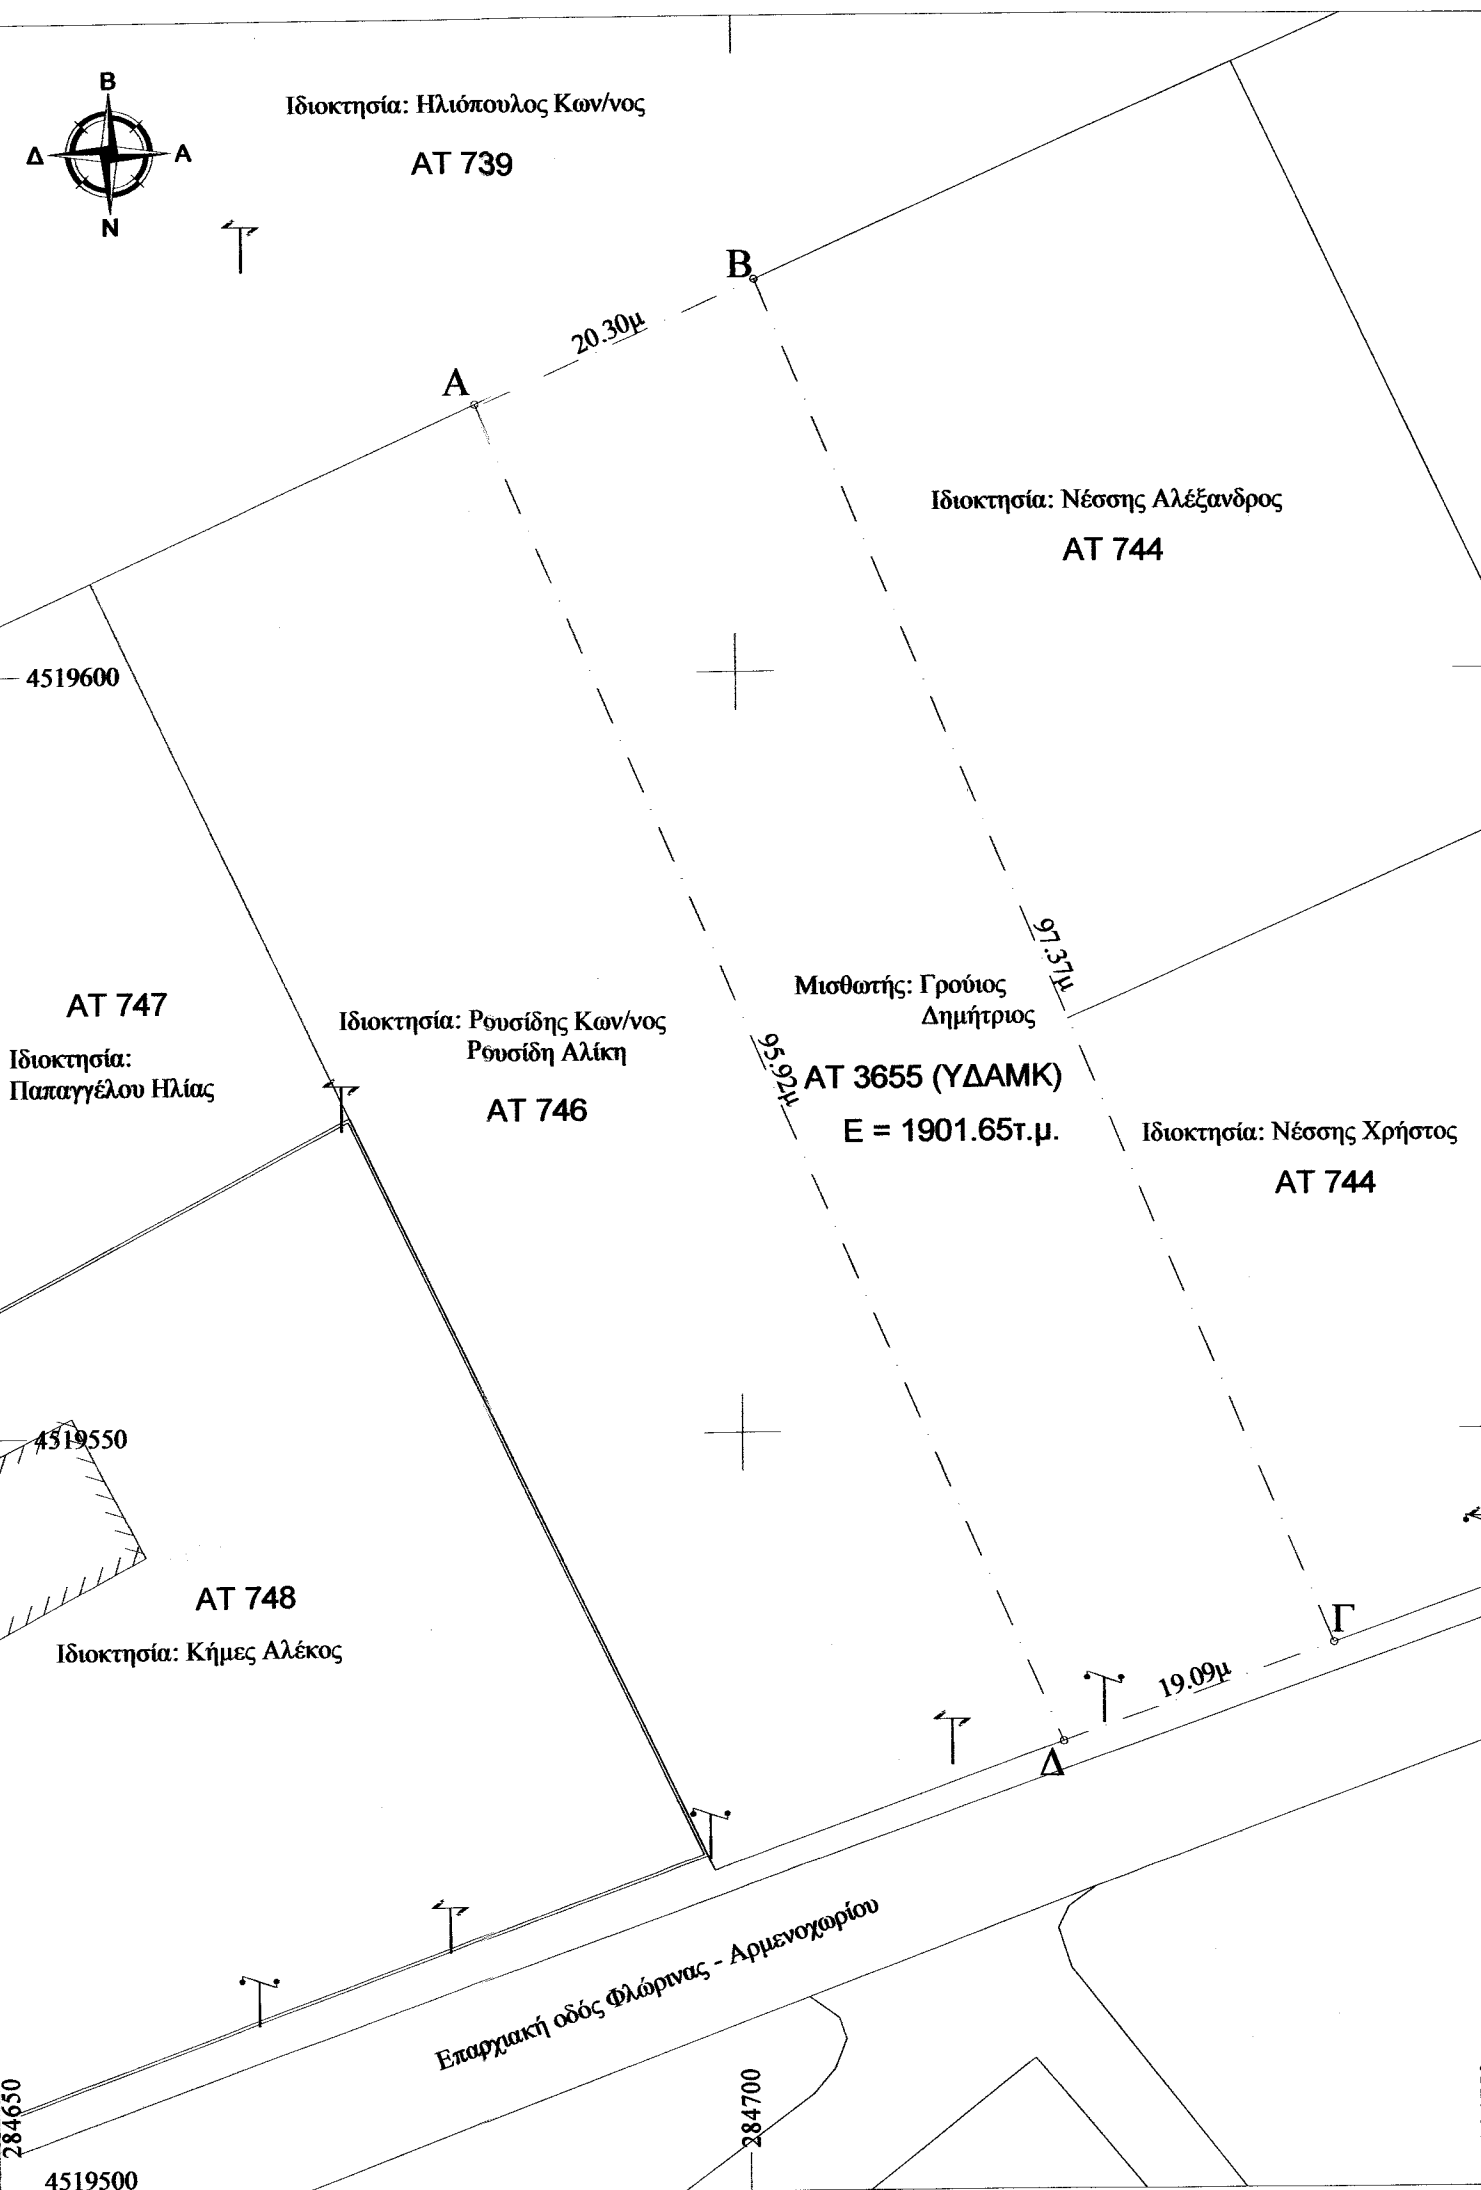 Β
Δ Α
Ν
Ιδιοκτησία: Ηλιόπουλος Κων/νος
ΑΤ 739
Β
20.30μ
Α
Ιδιοκτησία: Νέσσης Αλέξανδρος
ΑΤ 744
4519600
97.37μ
ΑΤ 747
Ιδιοκτησία:
Παπαγγέλου Ηλίας
Ιδιοκτησία: Ρουσίδης Κων/νος
Ρουσίδη Αλίκη
ΑΤ 746
95.92μ
Μισθωτής: Γρούιος
Δημήτριος
ΑΤ 3655 (ΥΔΑΜΚ)
Ε = 1901.65τ.μ.
Ιδιοκτησία: Νέσσης Χρήστος
ΑΤ 744
4519550
ΑΤ 748
Ιδιοκτησία: Κήμες Αλέκος
Γ
19.09μ
Δ
Επαρχιακή οδός Φλώρινας - Αρμενοχωρίου
284650
284700
4519500